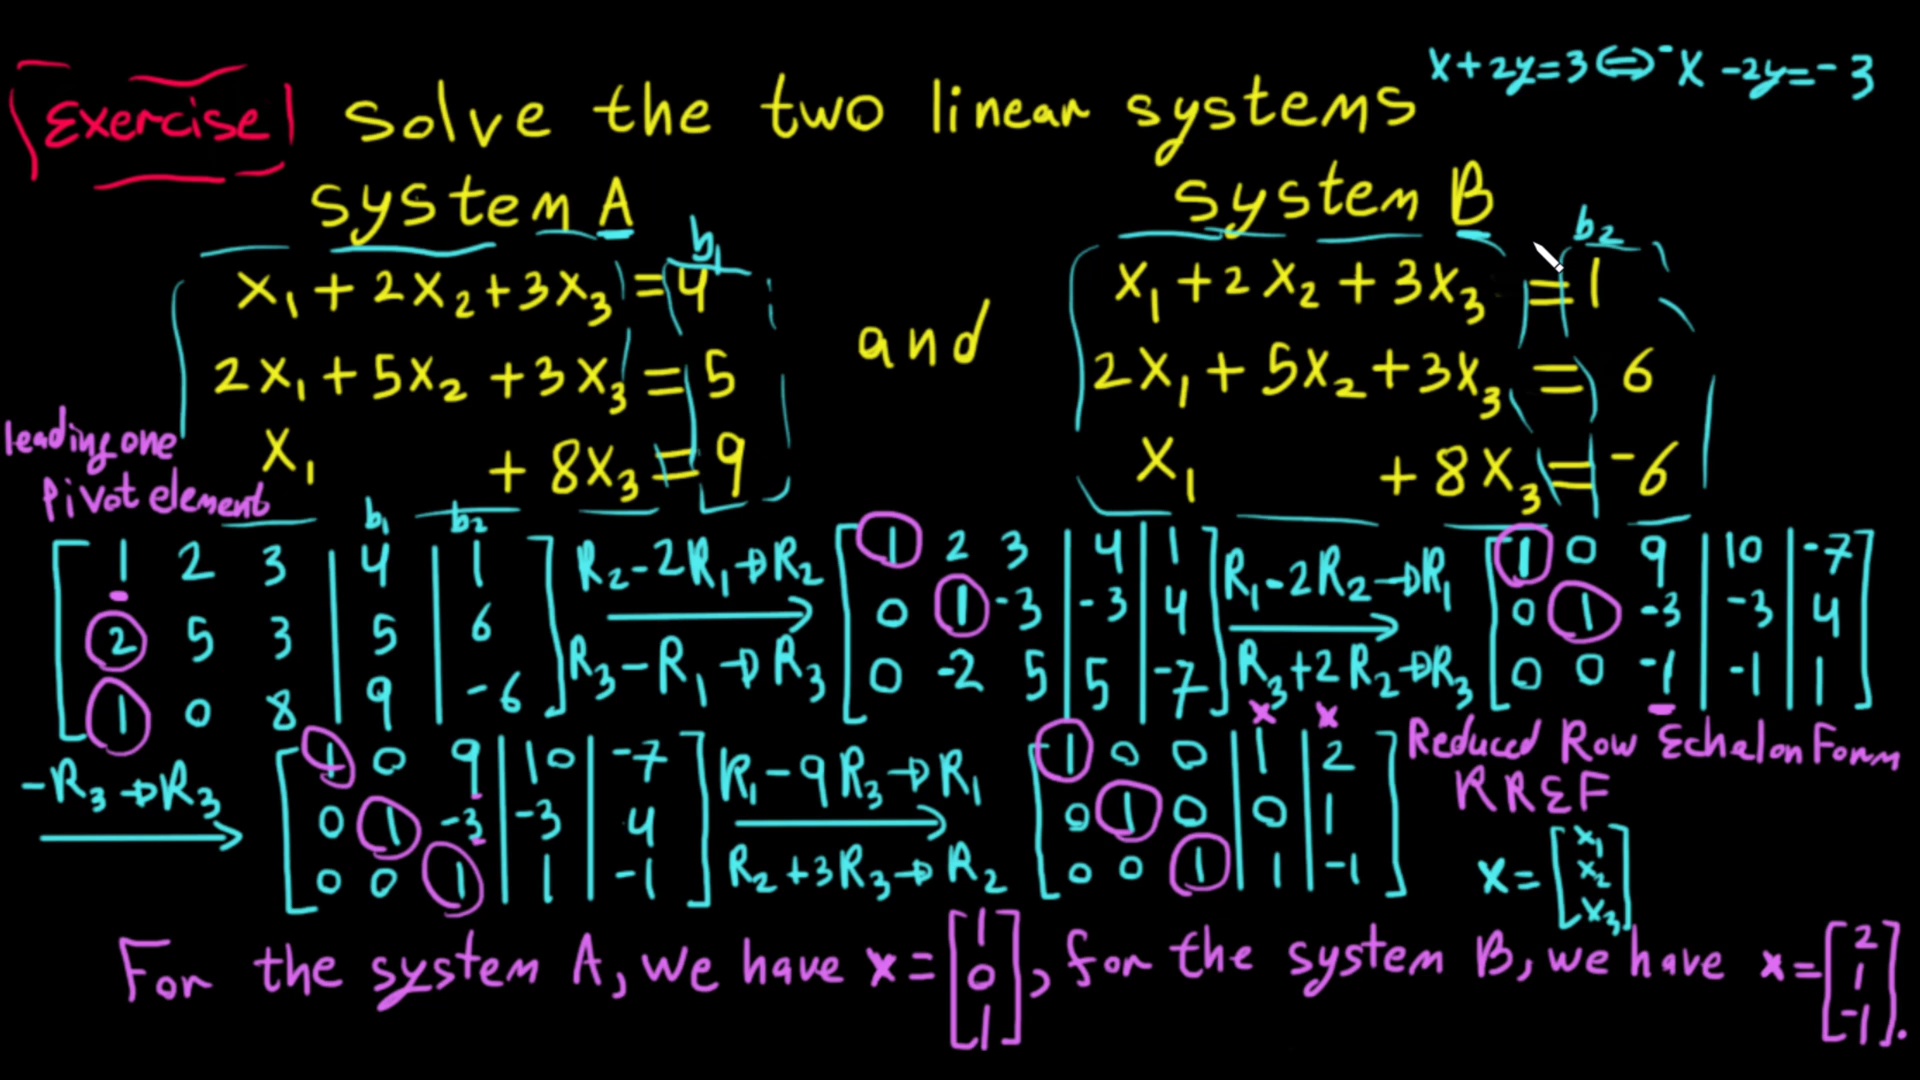 x+2y=3⇔-x-2y=-3
Exercise Solve the two linear systems
system A system B
b₁ b₂
x₁+2x₂+3x₃=4 x₁+2x₂+3x₃=1
2x₁+5x₂+3x₃=5 and 2x₁+5x₂+3x₃=6
x₁ +8x₃=9 x₁ +8x₃=-6
leading one
Pivot element
b₁ b₂
1 2 3 | 4 | 1 R₂-2R₁→R₂ 1 2 3 | 4 | 1 R₁-2R₂→R₁ 1 0 9 | 10 | -7
2 5 3 | 5 | 6 0 1 -3 | -3 | 4 0 1 -3 | -3 | 4
1 0 8 | 9 | -6 R₃-R₁→R₃ 0 -2 5 | 5 | -7 R₃+2R₂→R₃ 0 0 -1 | -1 | 1
x x
-R₃→R₃ 1 0 9 | 10 | -7 R₁-9R₃→R₁ 1 0 0 | 1 | 2 Reduced Row Echelon Form
0 1 -3 | -3 | 4 0 1 0 | 0 | 1 RREF
0 0 1 | 1 | -1 R₂+3R₃→R₂ 0 0 1 | 1 | -1 x=[x₁ x₂ x₃]
For the system A, we have x=[1 0 1], for the system B, we have x=[2 1 -1].